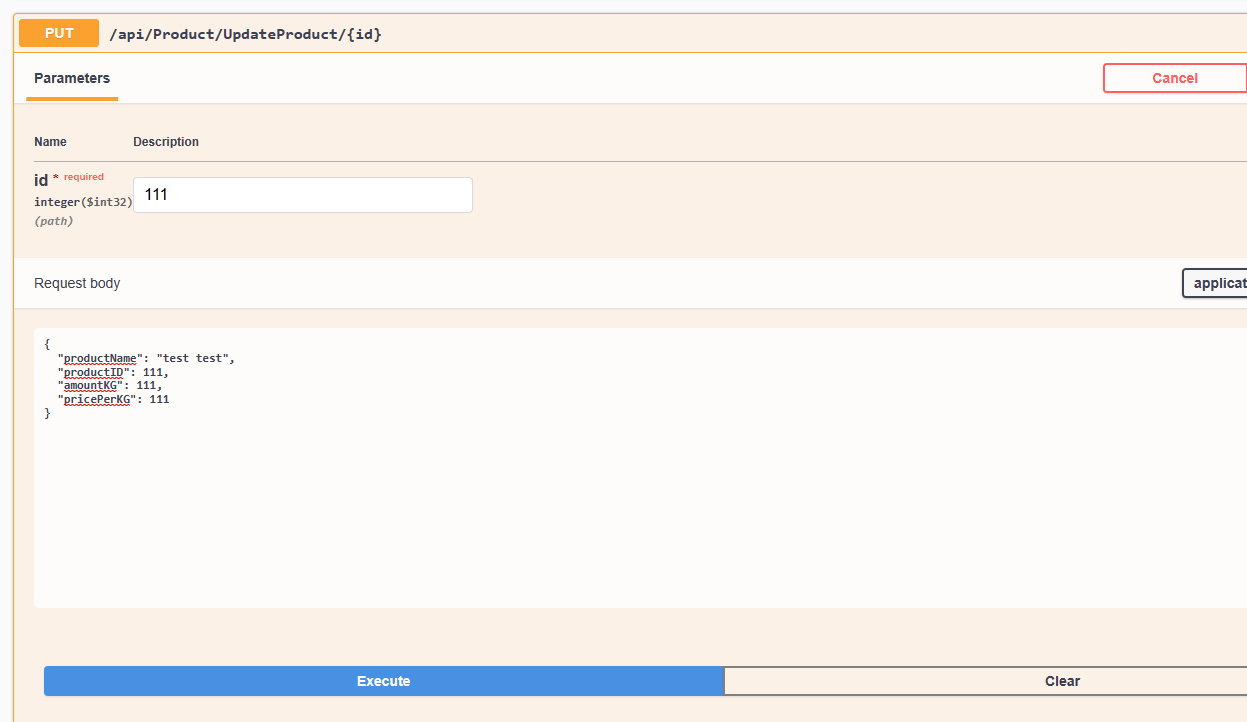 PUT /api/Product/UpdateProduct/{id}
Parameters Cancel
Name Description
id * required 111
integer($int32)
(path)
Request body applicat
{
  "productName": "test test",
  "productID": 111,
  "amountKG": 111,
  "pricePerKG": 111
}
Execute Clear